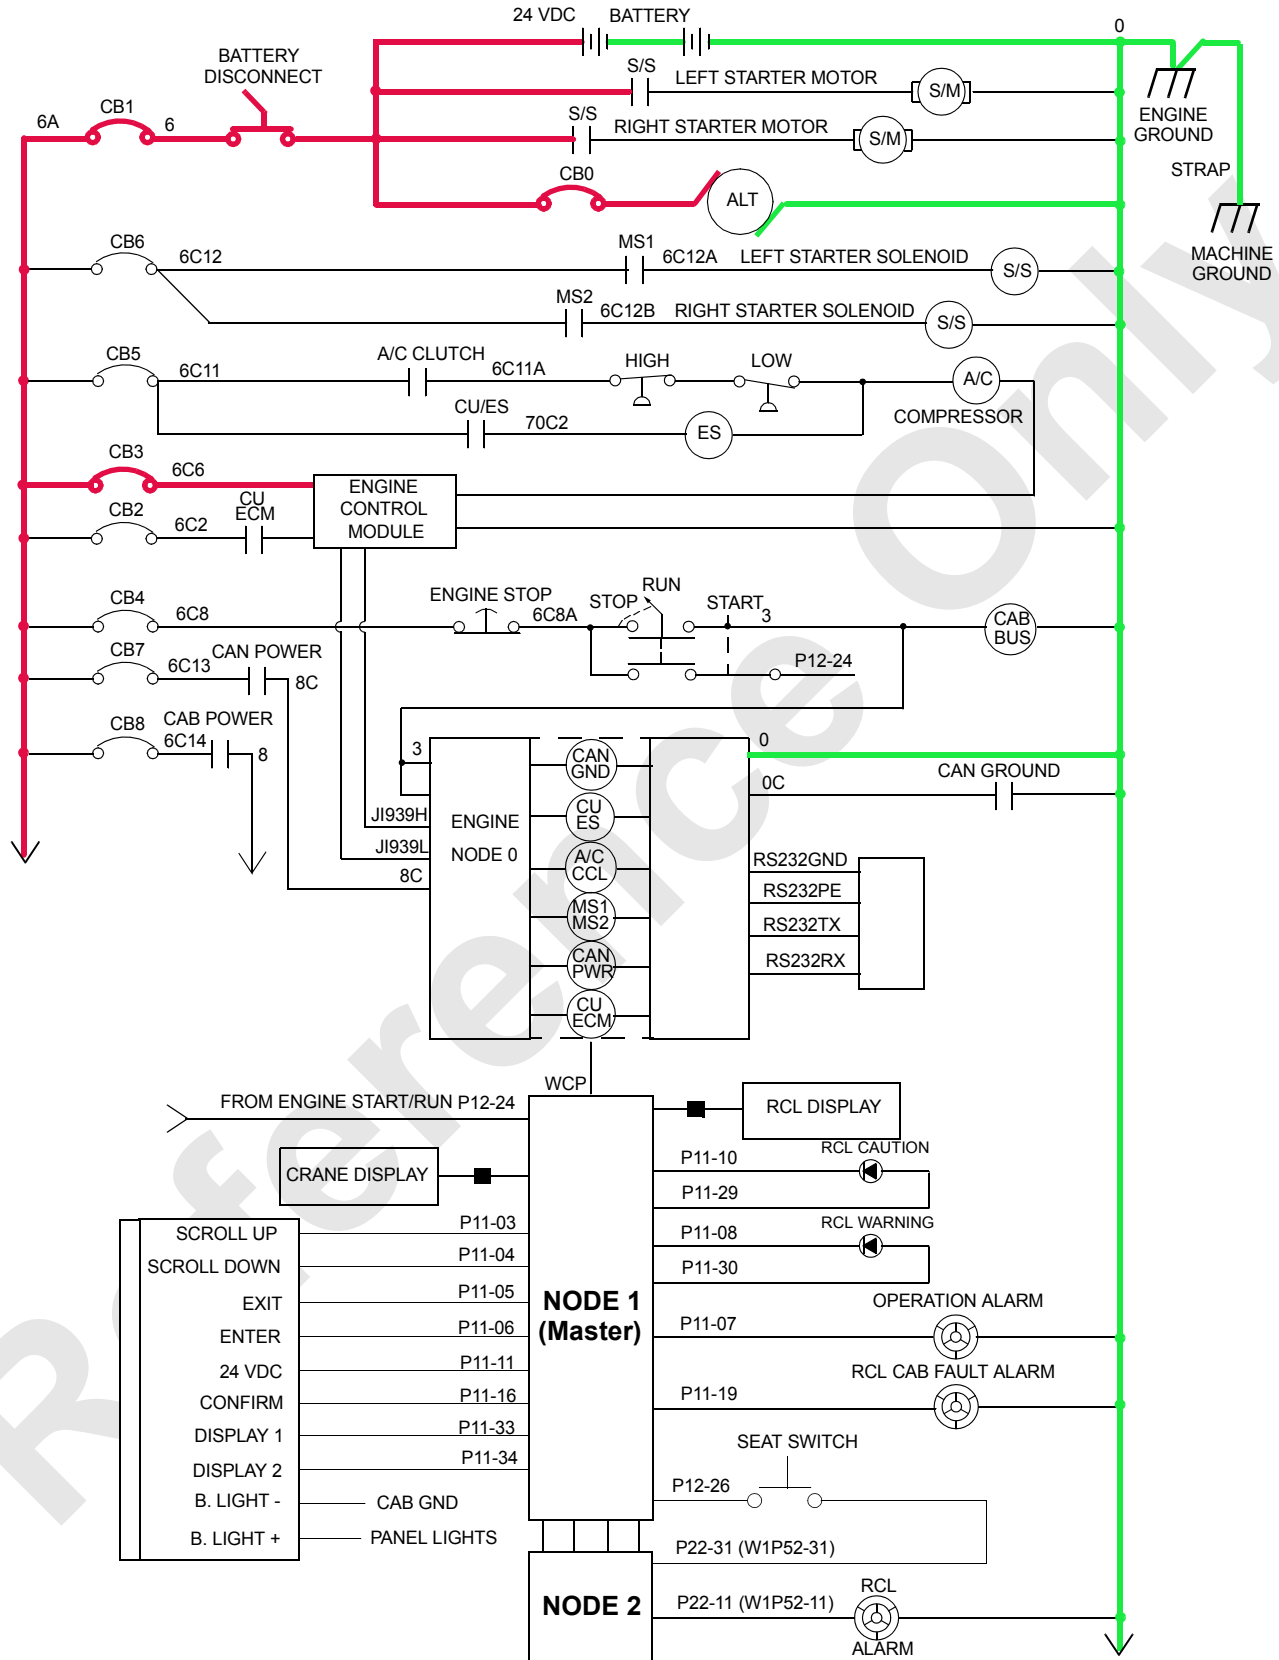 24 VDC BATTERY 0
BATTERY
DISCONNECT
S/S LEFT STARTER MOTOR S/M
6A CB1 6
S/S RIGHT STARTER MOTOR S/M
ENGINE
GROUND
STRAP
CB0 ALT
MACHINE
GROUND
CB6 6C12 MS1 6C12A LEFT STARTER SOLENOID S/S
MS2 6C12B RIGHT STARTER SOLENOID S/S
CB5 6C11 A/C CLUTCH 6C11A HIGH LOW A/C
COMPRESSOR
CU/ES 70C2 ES
CB3 6C6
ENGINE
CONTROL
MODULE
CB2 6C2 CU
ECM
CB4 6C8 ENGINE STOP 6C8A STOP RUN START 3 CAB
BUS
CB7 6C13 CAN POWER 8C P12-24
CB8 CAB POWER
6C14 8
3 CAN
GND 0
CAN GROUND
0C
JI939H ENGINE CU
ES
JI939L NODE 0 A/C
CCL RS232GND
8C RS232PE
MS1
MS2 RS232TX
CAN
PWR RS232RX
CU
ECM
WCP
FROM ENGINE START/RUN P12-24 RCL DISPLAY
CRANE DISPLAY P11-10 RCL CAUTION
P11-29
SCROLL UP P11-03 P11-08 RCL WARNING
SCROLL DOWN P11-04 P11-30
EXIT P11-05 NODE 1 OPERATION ALARM
ENTER P11-06 (Master) P11-07
24 VDC P11-11 RCL CAB FAULT ALARM
CONFIRM P11-16 P11-19
DISPLAY 1 P11-33 SEAT SWITCH
DISPLAY 2 P11-34 P12-26
B. LIGHT - CAB GND
B. LIGHT + PANEL LIGHTS P22-31 (W1P52-31)
NODE 2 P22-11 (W1P52-11) RCL
ALARM
Reference Only